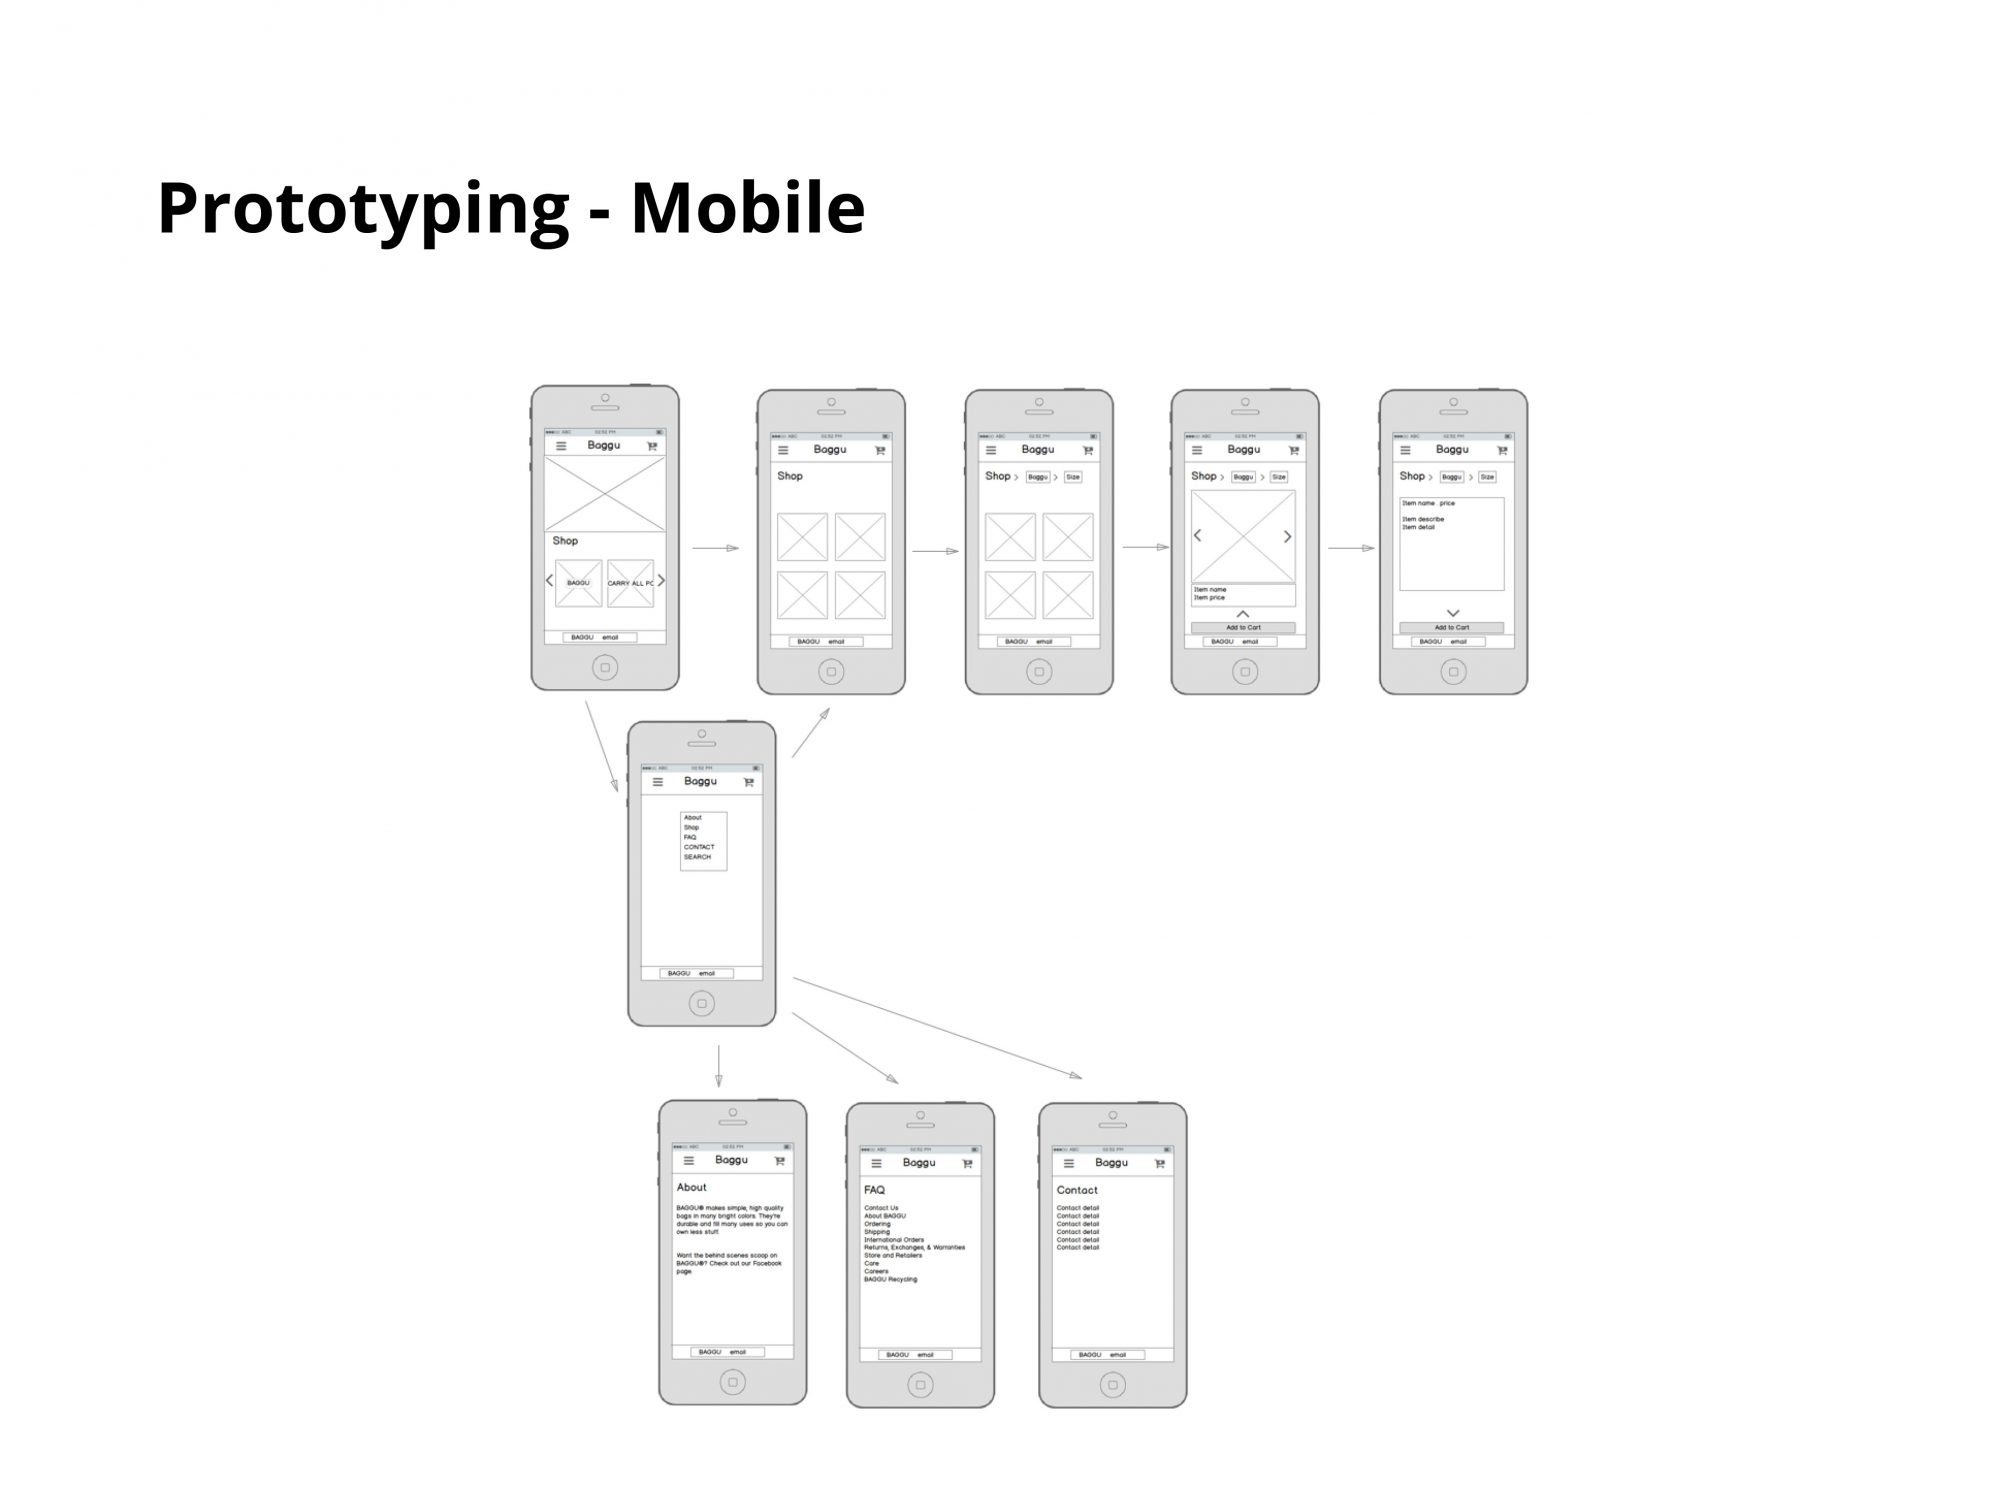 Prototyping - Mobile
ABC 02:52 PM
Baggu
Shop
BAGGU CARRY ALL PO
BAGGU email
ABC 02:52 PM
Baggu
Shop
BAGGU email
ABC 02:52 PM
Baggu
Shop > Baggu > Size
BAGGU email
ABC 02:52 PM
Baggu
Shop > Baggu > Size
Item name
Item price
Add to Cart
BAGGU email
ABC 02:52 PM
Baggu
Shop > Baggu > Size
Item name . price
Item describe
Item detail
Add to Cart
BAGGU email
ABC 02:52 PM
Baggu
About
Shop
FAQ
CONTACT
SEARCH
BAGGU email
ABC 02:52 PM
Baggu
About
BAGGU® makes simple, high quality
bags in many bright colors. They're
durable and fill many uses so you can
own less stuff.
Want the behind scenes scoop on
BAGGU®? Check out our Facebook
page.
BAGGU email
ABC 02:52 PM
Baggu
FAQ
Contact Us
About BAGGU
Ordering
Shipping
International Orders
Returns, Exchanges, & Warranties
Store and Retailers
Care
Careers
BAGGU Recycling
BAGGU email
ABC 02:52 PM
Baggu
Contact
Contact detail
Contact detail
Contact detail
Contact detail
Contact detail
Contact detail
BAGGU email